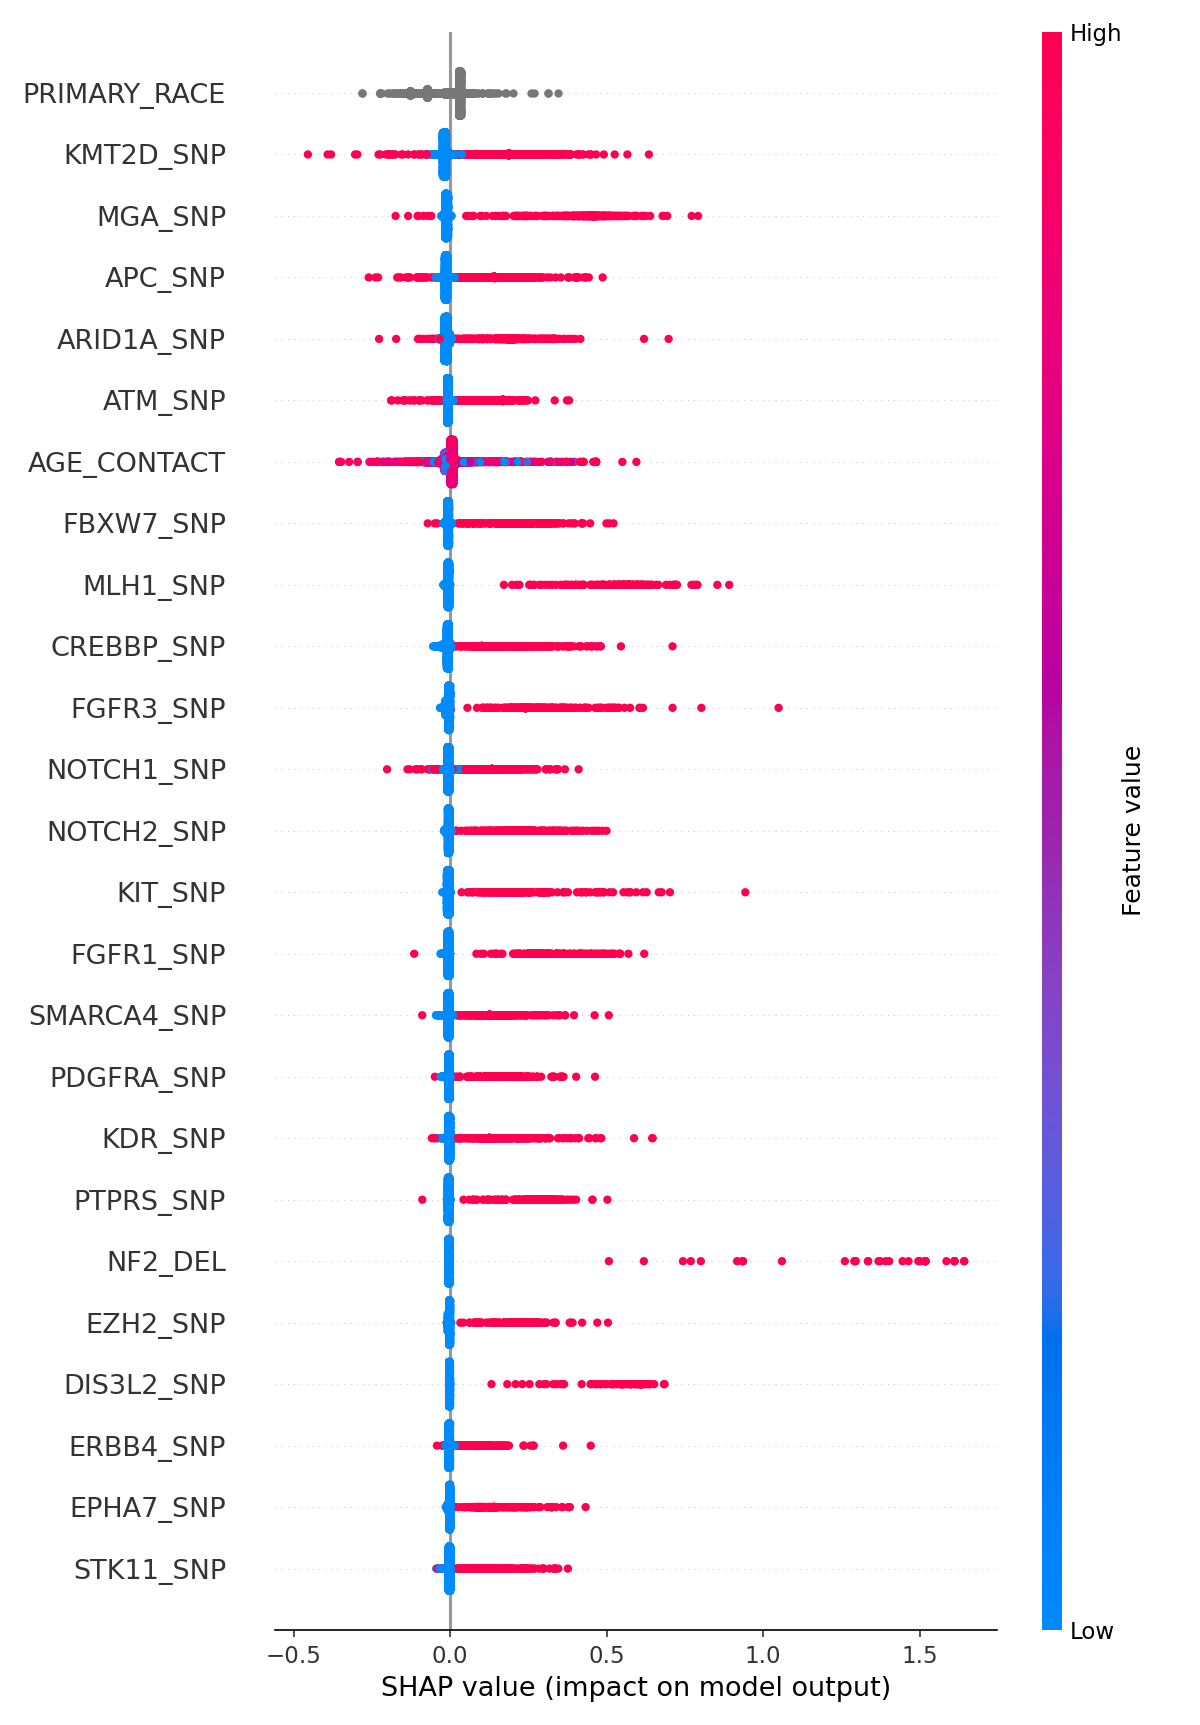 High
PRIMARY_RACE
KMT2D_SNP
MGA_SNP
APC_SNP
ARID1A_SNP
ATM_SNP
AGE_CONTACT
FBXW7_SNP
MLH1_SNP
CREBBP_SNP
FGFR3_SNP
NOTCH1_SNP
NOTCH2_SNP
KIT_SNP
FGFR1_SNP
SMARCA4_SNP
PDGFRA_SNP
KDR_SNP
PTPRS_SNP
NF2_DEL
EZH2_SNP
DIS3L2_SNP
ERBB4_SNP
EPHA7_SNP
STK11_SNP
Feature value
Low
−0.5 0.0 0.5 1.0 1.5
SHAP value (impact on model output)